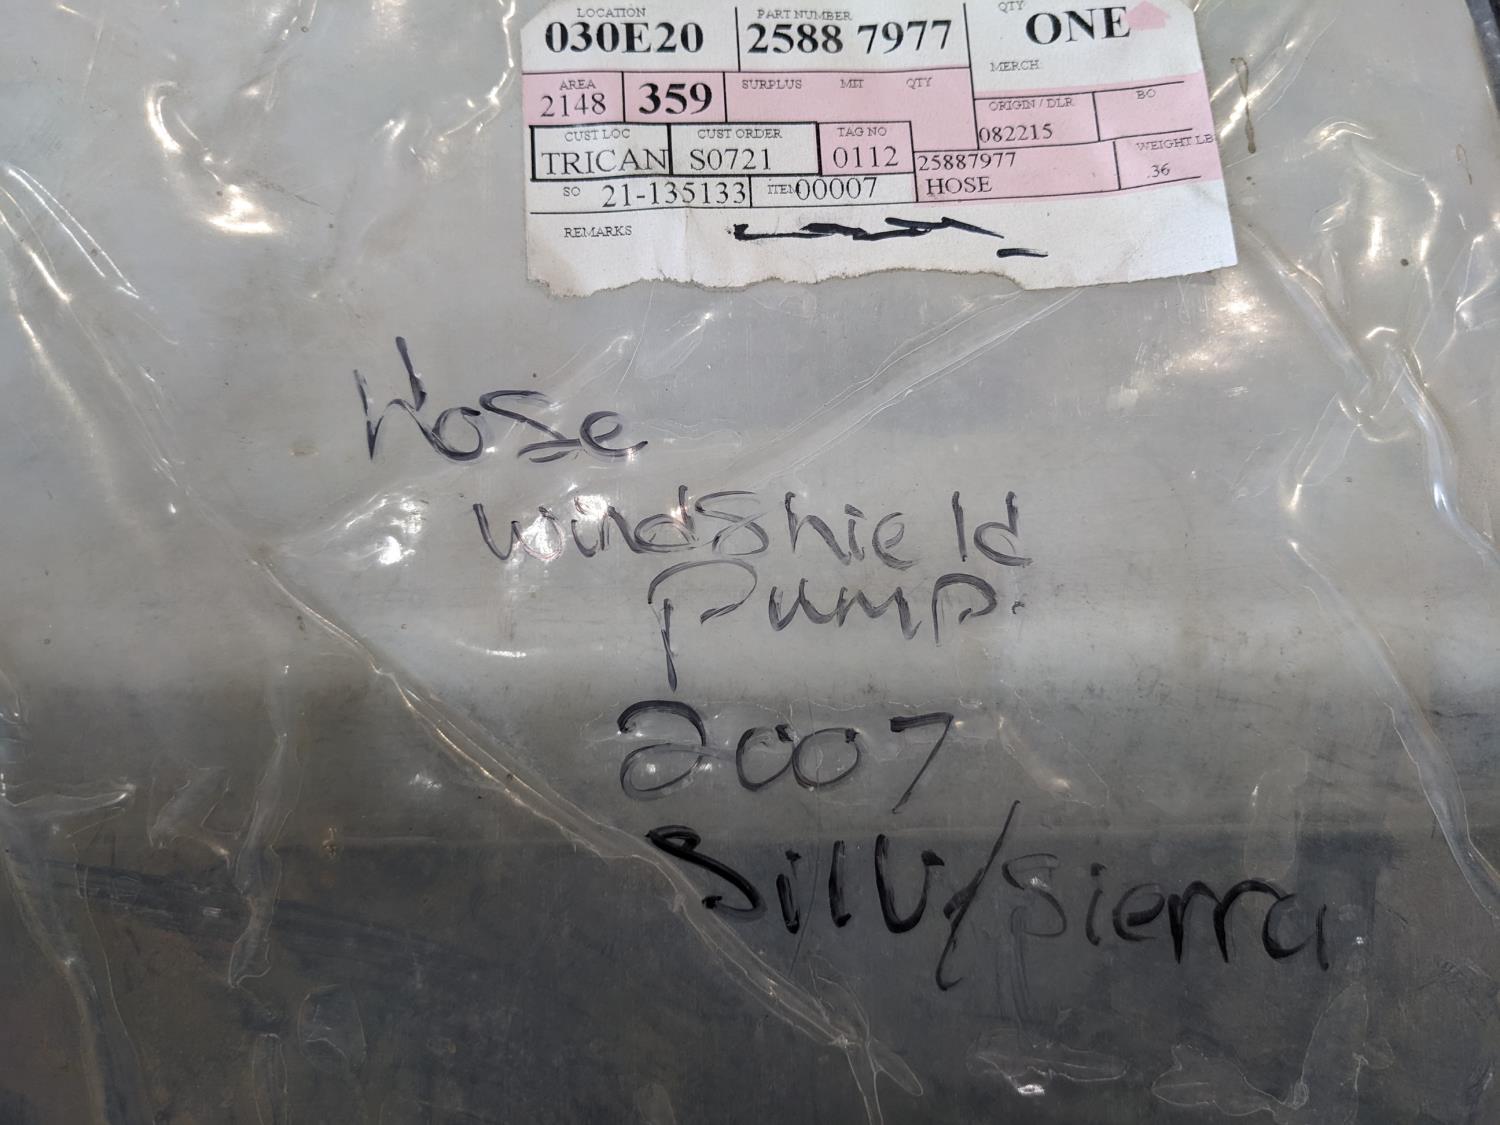 LOCATION PART NUMBER QTY
030E20 2588 7977 ONE
MERCH
AREA SURPLUS MIT QTY
2148 359
ORIGIN / DLR BO
082215
CUST LOC CUST ORDER TAG NO
TRICAN S0721 0112
25887977 WEIGHT LB
HOSE .36
SO 21-135133 ITEM 00007
REMARKS
Hose
windshield
Pump.
2007
Silv/Sierra